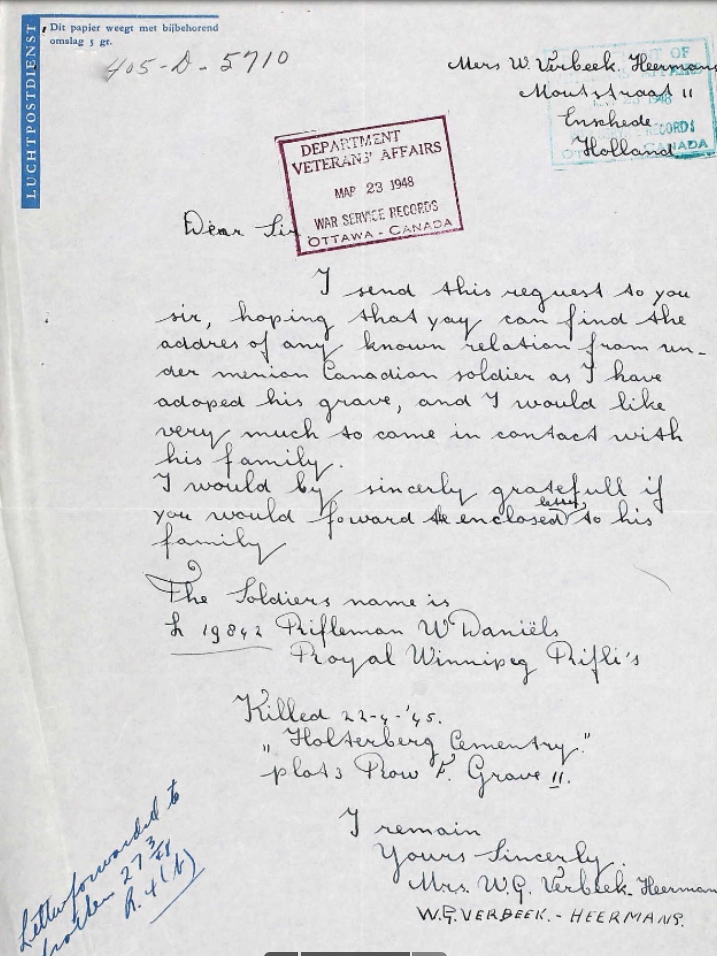 LUCHTPOSTDIENST
Dit papier weegt met bijbehorend
omslag 5 gr.
405-D-5710
Mers W. Verbeek. Heermans
Moutstraat 11
Enschede.
Holland
DEPARTMENT
VETERANS' AFFAIRS
MAR 23 1948
WAR SERVICE RECORDS
OTTAWA - CANADA
Dear Sir
I send this request to you
sir, hoping that yay can find the
addres of any known relation from un-
der menion Canadian soldier as I have
adoped his grave, and I would like
very much to come in contact with
his family.
I would by sincerly gratefull if
you would foward the enclosed letter, to his
family
The Soldiers name is
H 19842 Rifleman W Daniëls
Royal Winnipeg Rifli's
Killed 22-4-'45.
„ Holterberg Cementry."
plots Row F. Grave 11.
I remain
Yours Sincerly.
Mrs. W.G. Verbeek-Heerman
W.G. VERBEEK. - HEERMANS.
Letter forwarded to
27 3/48
R. 4 (b)